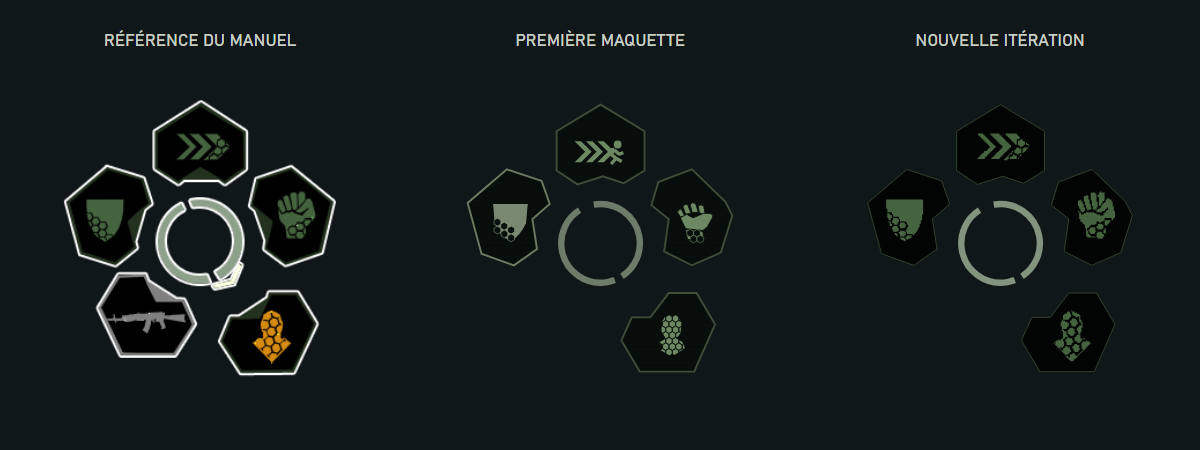 RÉFÉRENCE DU MANUEL
PREMIÈRE MAQUETTE
NOUVELLE ITÉRATION